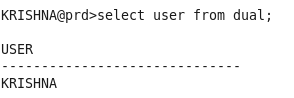 KRISHNA@prd>select user from dual;
USER
------------------------------
KRISHNA